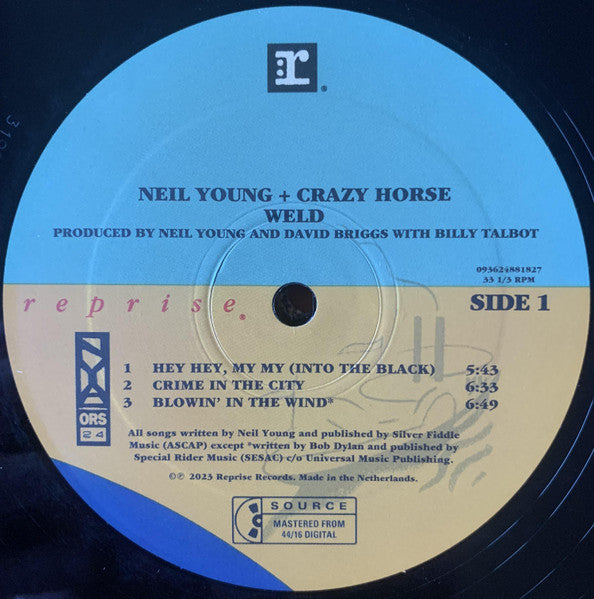 r
®
NEIL YOUNG + CRAZY HORSE
WELD
PRODUCED BY NEIL YOUNG AND DAVID BRIGGS WITH BILLY TALBOT
093624881827
33 1/3 RPM
reprise®
SIDE 1
1 HEY HEY, MY MY (INTO THE BLACK) 5:43
2 CRIME IN THE CITY 6:33
3 BLOWIN' IN THE WIND* 6:49
ORS
24
All songs written by Neil Young and published by Silver Fiddle
Music (ASCAP) except *written by Bob Dylan and published by
Special Rider Music (SESAC) c/o Universal Music Publishing.
©℗ 2023 Reprise Records. Made in the Netherlands.
SOURCE
MASTERED FROM
44/16 DIGITAL